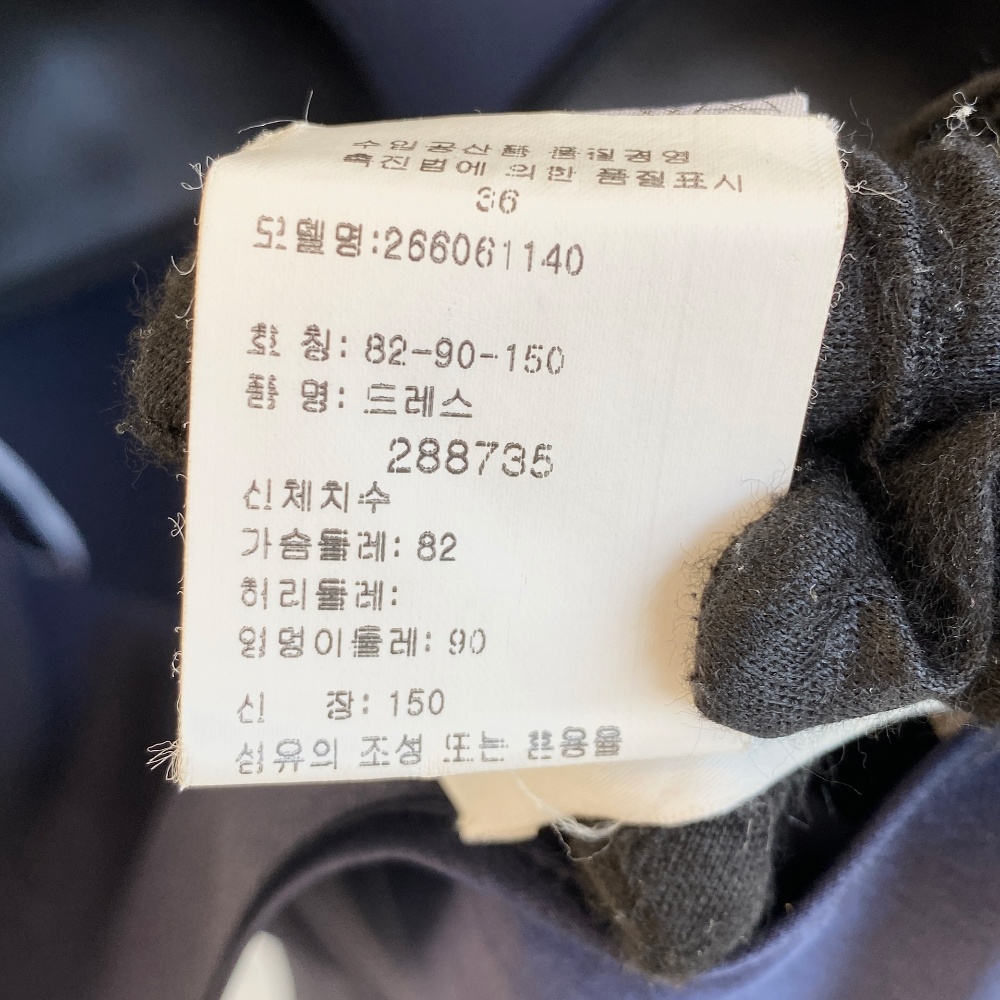 수입공산품 품질경영
촉진법에 의한 품질표시
36
모델명:266061140
호 칭: 82-90-150
품 명: 드레스
288735
신체치수
가슴둘레: 82
허리둘레:
엉덩이둘레: 90
신 장: 150
섬유의 조성 또는 혼용율